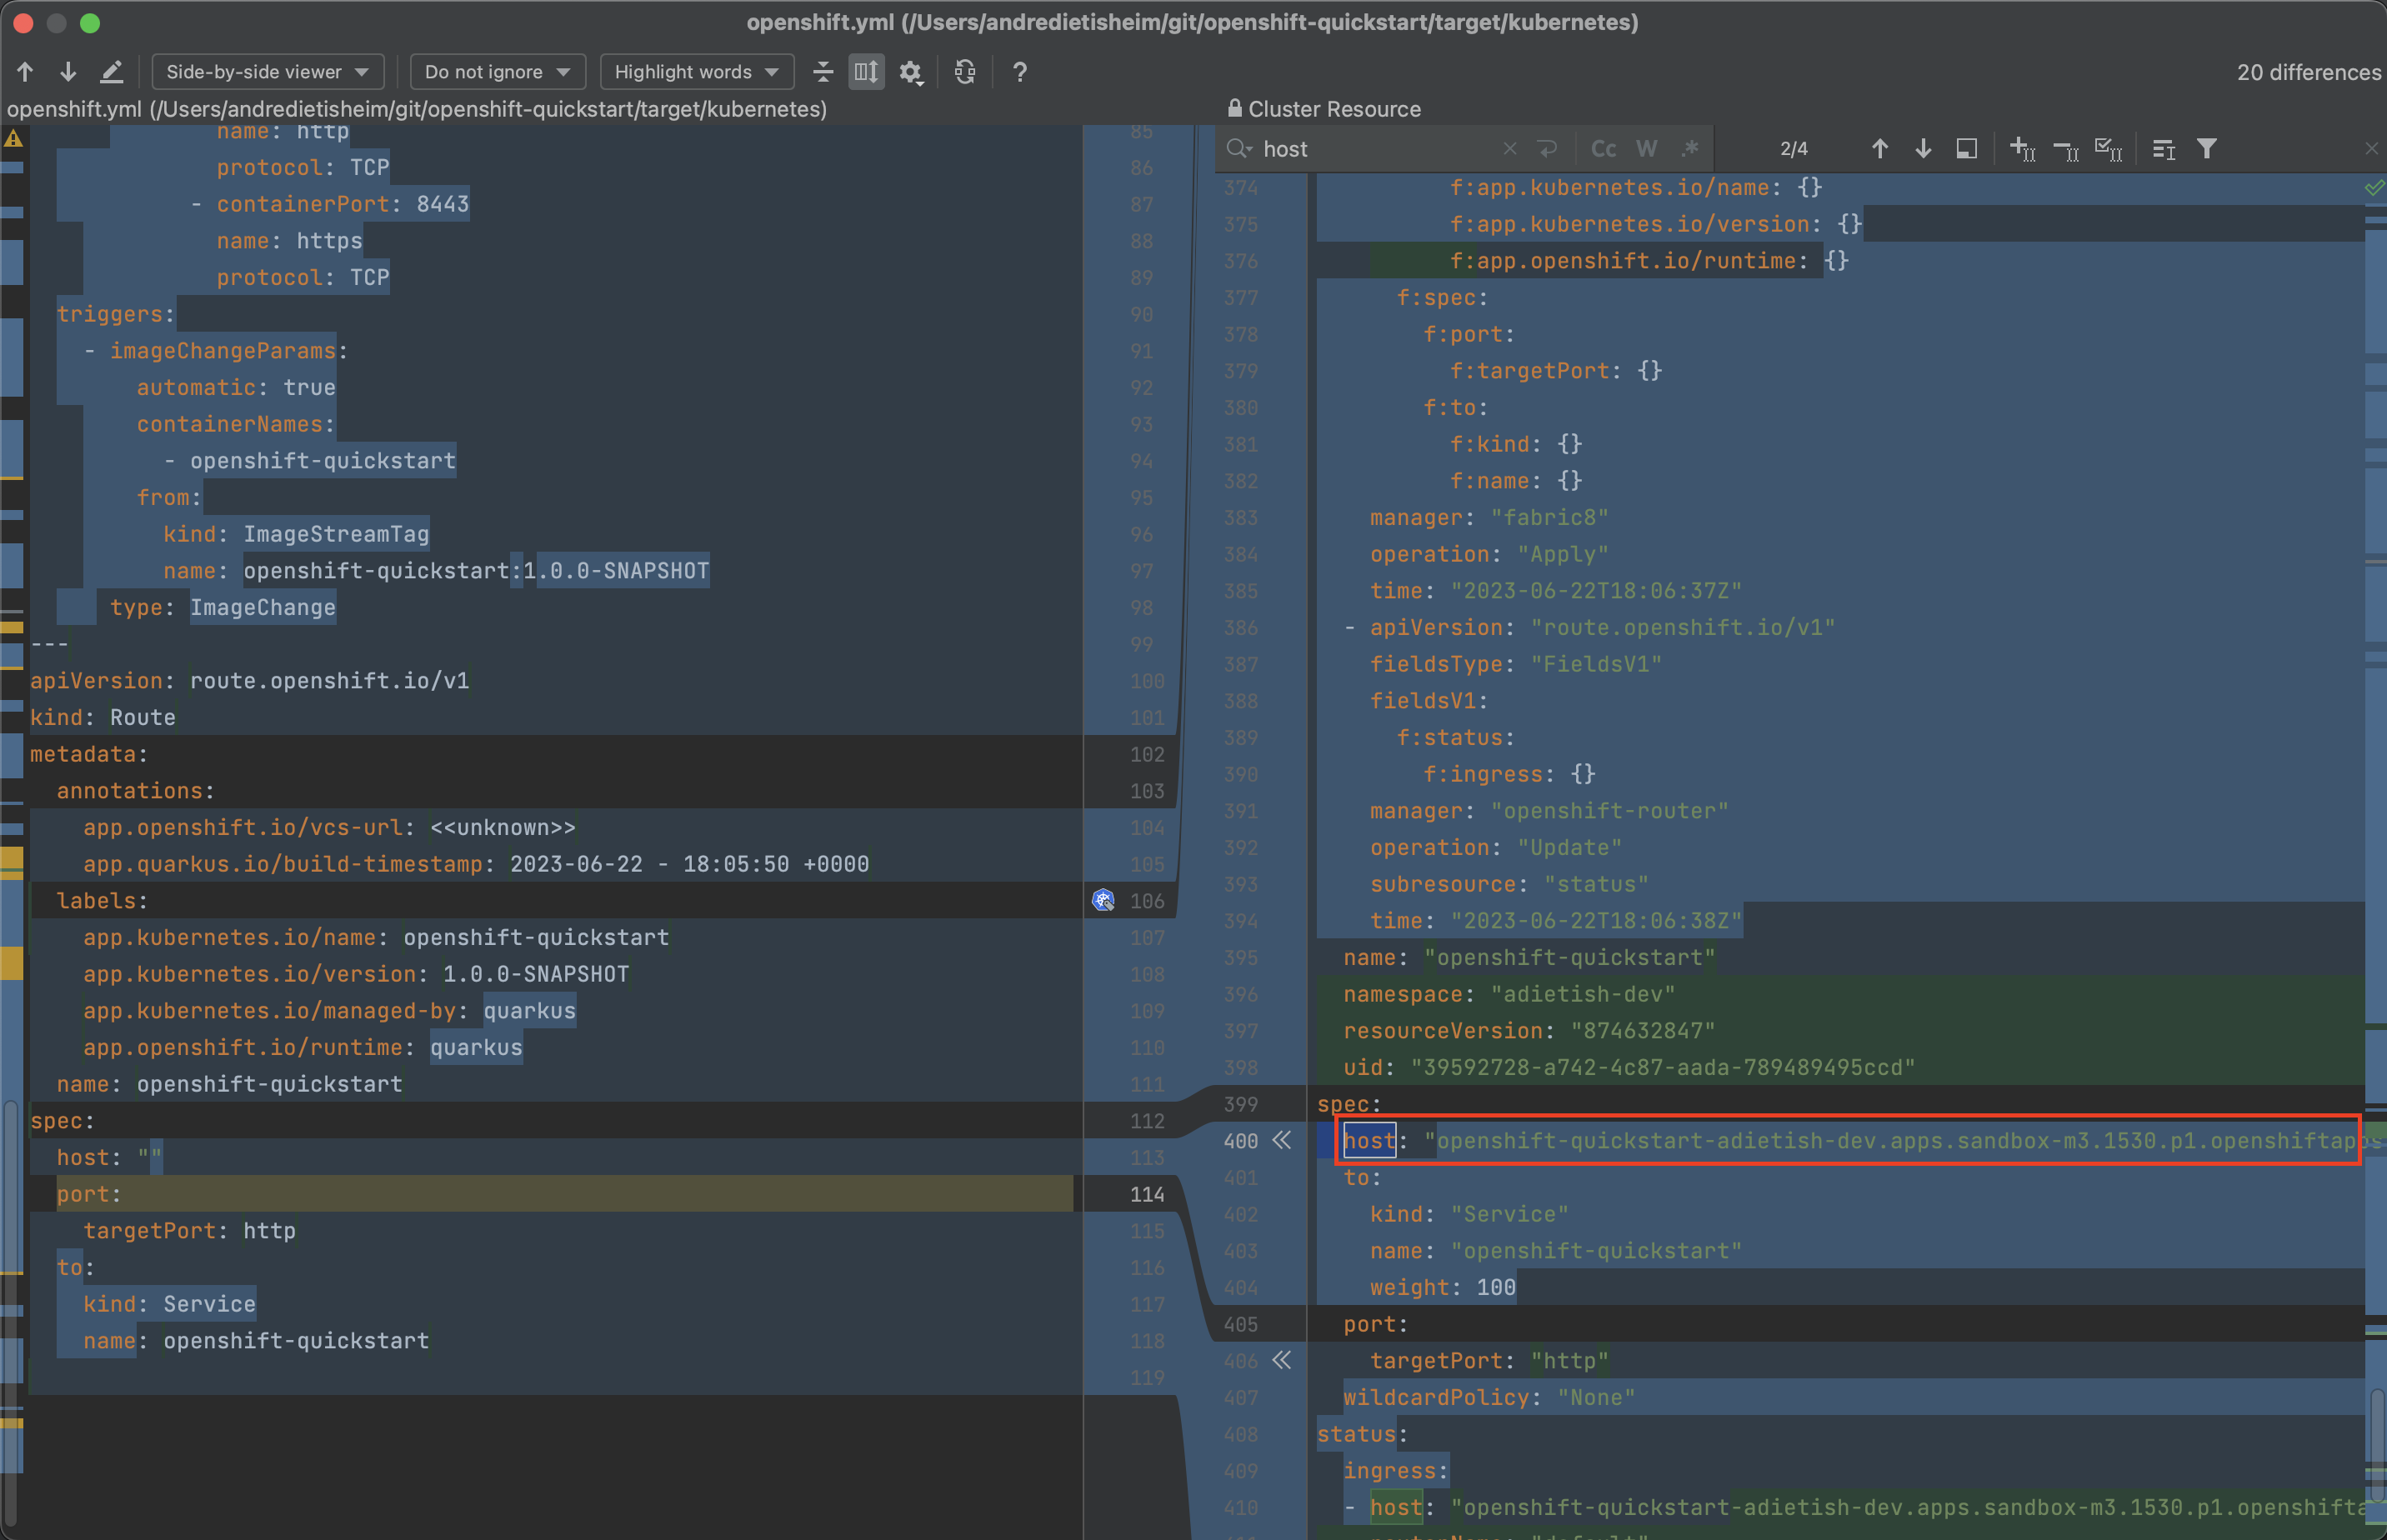 openshift.yml (/Users/andredietisheim/git/openshift-quickstart/target/kubernetes)
Side-by-side viewer
Do not ignore
Highlight words
?
20 differences
openshift.yml (/Users/andredietisheim/git/openshift-quickstart/target/kubernetes)
Cluster Resource
host
Cc
W
.*
2/4
name: http 85
protocol: TCP 86
- containerPort: 8443 87
name: https 88
protocol: TCP 89
triggers: 90
- imageChangeParams: 91
automatic: true 92
containerNames: 93
- openshift-quickstart 94
from: 95
kind: ImageStreamTag 96
name: openshift-quickstart:1.0.0-SNAPSHOT 97
type: ImageChange 98
--- 99
apiVersion: route.openshift.io/v1 100
kind: Route 101
metadata: 102
annotations: 103
app.openshift.io/vcs-url: <<unknown>> 104
app.quarkus.io/build-timestamp: 2023-06-22 - 18:05:50 +0000 105
labels: 106
app.kubernetes.io/name: openshift-quickstart 107
app.kubernetes.io/version: 1.0.0-SNAPSHOT 108
app.kubernetes.io/managed-by: quarkus 109
app.openshift.io/runtime: quarkus 110
name: openshift-quickstart 111
spec: 112
host: "" 113
port: 114
targetPort: http 115
to: 116
kind: Service 117
name: openshift-quickstart 118
119
374 f:app.kubernetes.io/name: {}
375 f:app.kubernetes.io/version: {}
376 f:app.openshift.io/runtime: {}
377 f:spec:
378 f:port:
379 f:targetPort: {}
380 f:to:
381 f:kind: {}
382 f:name: {}
383 manager: "fabric8"
384 operation: "Apply"
385 time: "2023-06-22T18:06:37Z"
386 - apiVersion: "route.openshift.io/v1"
387 fieldsType: "FieldsV1"
388 fieldsV1:
389 f:status:
390 f:ingress: {}
391 manager: "openshift-router"
392 operation: "Update"
393 subresource: "status"
394 time: "2023-06-22T18:06:38Z"
395 name: "openshift-quickstart"
396 namespace: "adietish-dev"
397 resourceVersion: "874632847"
398 uid: "39592728-a742-4c87-aada-789489495ccd"
399 spec:
400 host: "openshift-quickstart-adietish-dev.apps.sandbox-m3.1530.p1.openshiftapps
401 to:
402 kind: "Service"
403 name: "openshift-quickstart"
404 weight: 100
405 port:
406 targetPort: "http"
407 wildcardPolicy: "None"
408 status:
409 ingress:
410 - host: "openshift-quickstart-adietish-dev.apps.sandbox-m3.1530.p1.openshifta
routerName: "default"